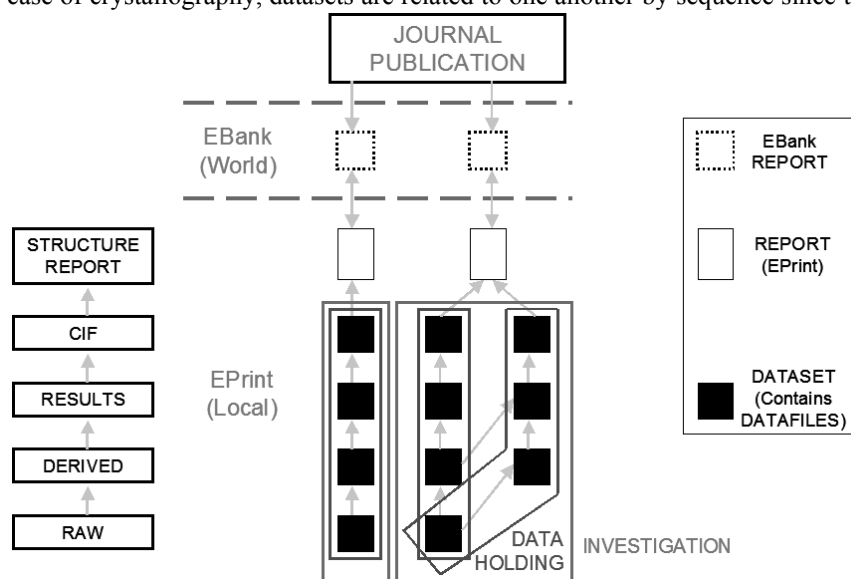 case of crystallography, datasets are related to one another by sequence since t
JOURNAL
PUBLICATION
EBank
(World)
EBank
REPORT
STRUCTURE
REPORT
REPORT
(EPrint)
CIF
EPrint
(Local)
RESULTS
DATASET
(Contains
DATAFILES)
DERIVED
RAW
DATA
HOLDING
INVESTIGATION